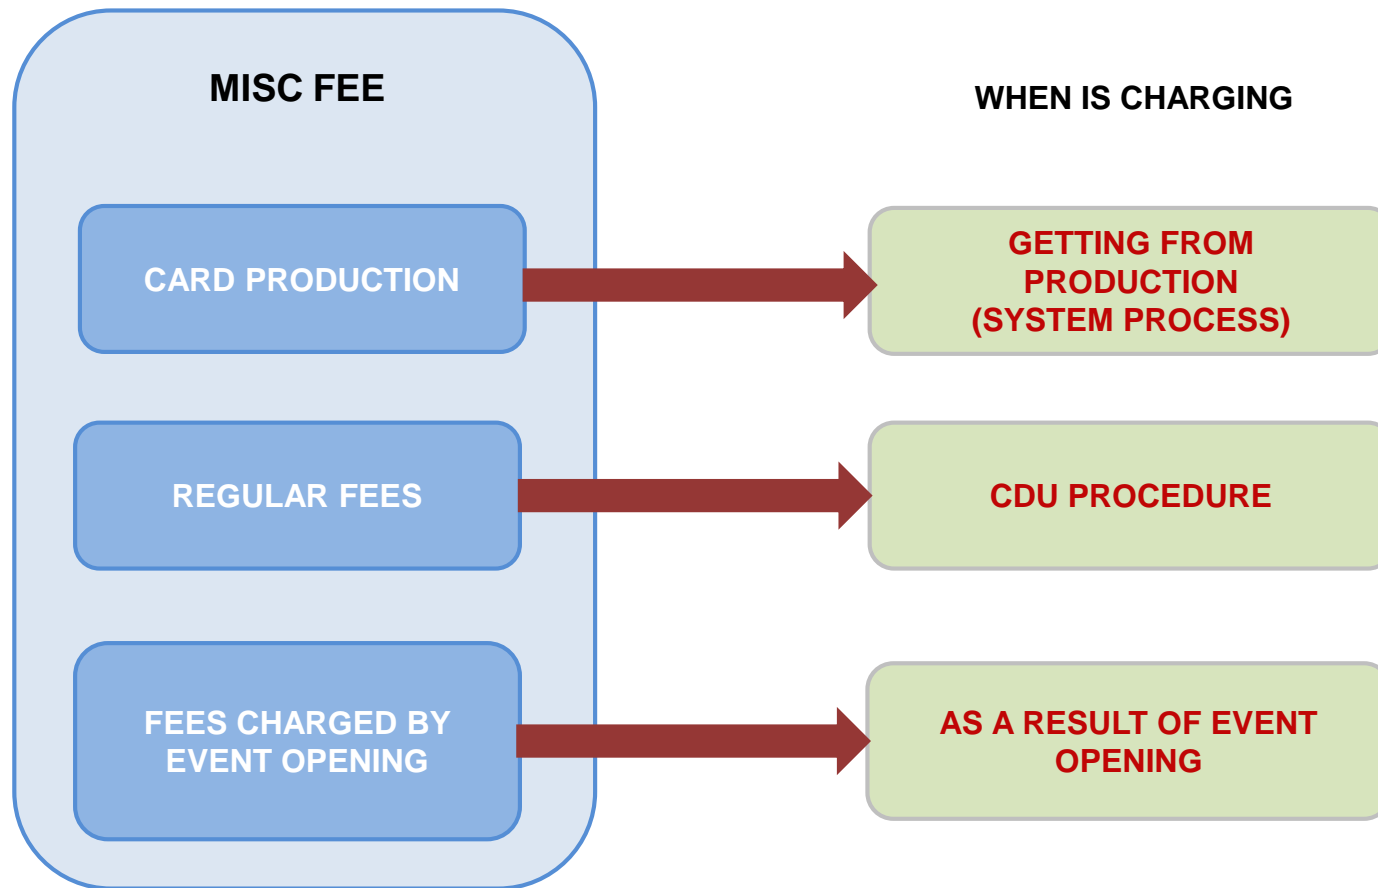 MISC FEE
WHEN IS CHARGING
CARD PRODUCTION
GETTING FROM
PRODUCTION
(SYSTEM PROCESS)
REGULAR FEES
CDU PROCEDURE
FEES CHARGED BY
EVENT OPENING
AS A RESULT OF EVENT
OPENING